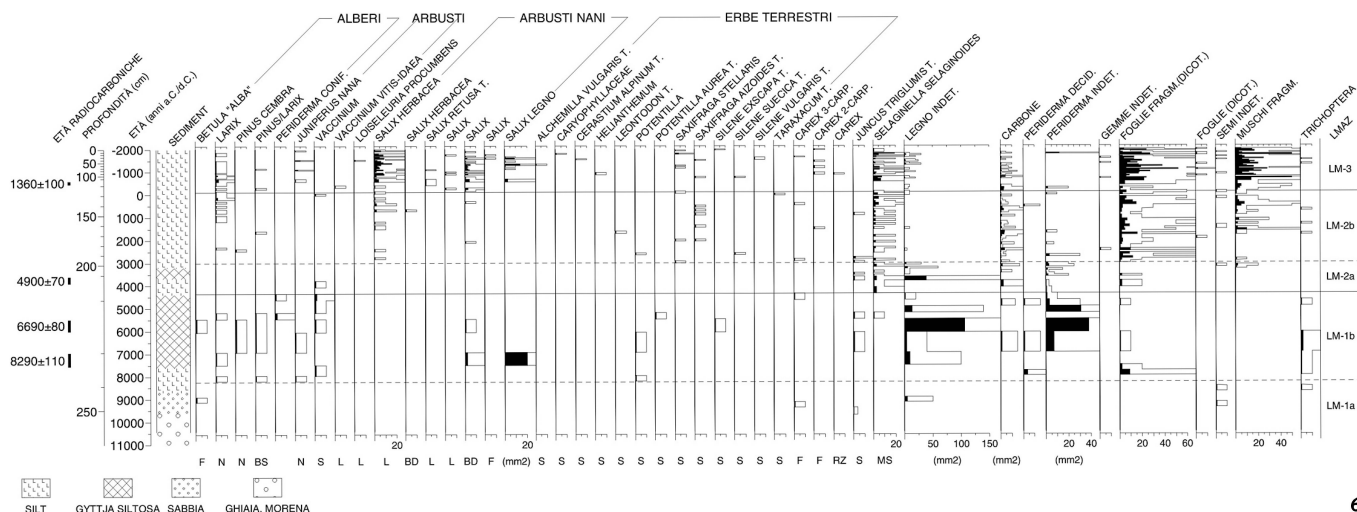 ALBERI ARBUSTI ARBUSTI NANI ERBE TERRESTRI
ETÀ RADIOCARBONICHE
PROFONDITÀ (cm)
ETÀ (anni a.C./d.C.)
SEDIMENT
BETULA "ALBA"
LARIX
PINUS CEMBRA
PINUS/LARIX
PERIDERMA CONIF.
JUNIPERUS NANA
VACCINIUM
VACCINIUM VITIS-IDAEA
LOISELEURIA PROCUMBENS
SALIX HERBACEA
SALIX HERBACEA
SALIX RETUSA T.
SALIX
SALIX
SALIX
SALIX LEGNO
ALCHEMILLA VULGARIS T.
CARYOPHYLLACEAE
CERASTIUM ALPINUM T.
HELIANTHEMUM
LEONTODON T.
POTENTILLA
POTENTILLA AUREA T.
SAXIFRAGA STELLARIS
SAXIFRAGA AIZOIDES T.
SILENE EXSCAPA T.
SILENE SUECICA T.
SILENE VULGARIS T.
TARAXACUM T.
CAREX 3-CARP.
CAREX 2-CARP.
CAREX
JUNCUS TRIGLUMIS T.
SELAGINELLA SELAGINOIDES
LEGNO INDET.
CARBONE
PERIDERMA DECID.
PERIDERMA INDET.
GEMME INDET.
FOGLIE FRAGM.(DICOT.)
FOGLIE (DICOT.)
SEMI INDET.
MUSCHI FRAGM.
TRICHOPTERA
LMAZ
0 -2000
50
100 -1000
1360±100
0
LM-3
150 1000
2000
LM-2b
200 3000
4900±70 4000
LM-2a
5000
6690±80 6000
LM-1b
8290±110 7000
8000
9000
250 10000
LM-1a
11000
20 20 20 50 100 150 20 40 20 40 60 20 40
F N N BS N S L L L BD L L BD F (mm2) S S S S S S S S S S S S S F F RZ S MS (mm2) (mm2) (mm2)
SILT GYTTJA SILTOSA SABBIA GHIAIA, MORENA
6